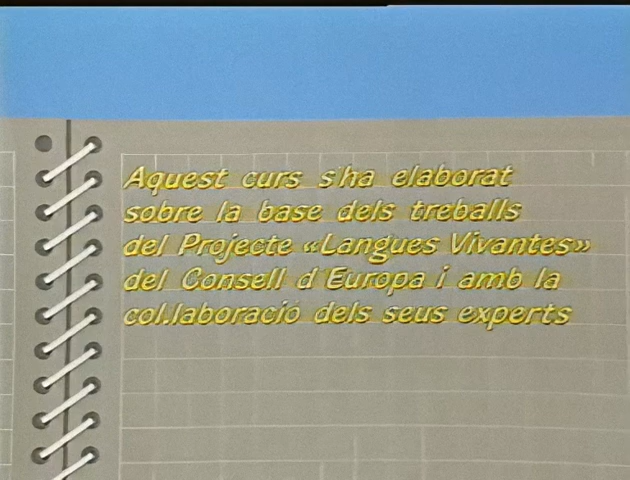 Aquest curs s'ha elaborat
sobre la base dels treballs
del Projecte «Langues Vivantes»
del Consell d'Europa i amb la
col.laboració dels seus experts